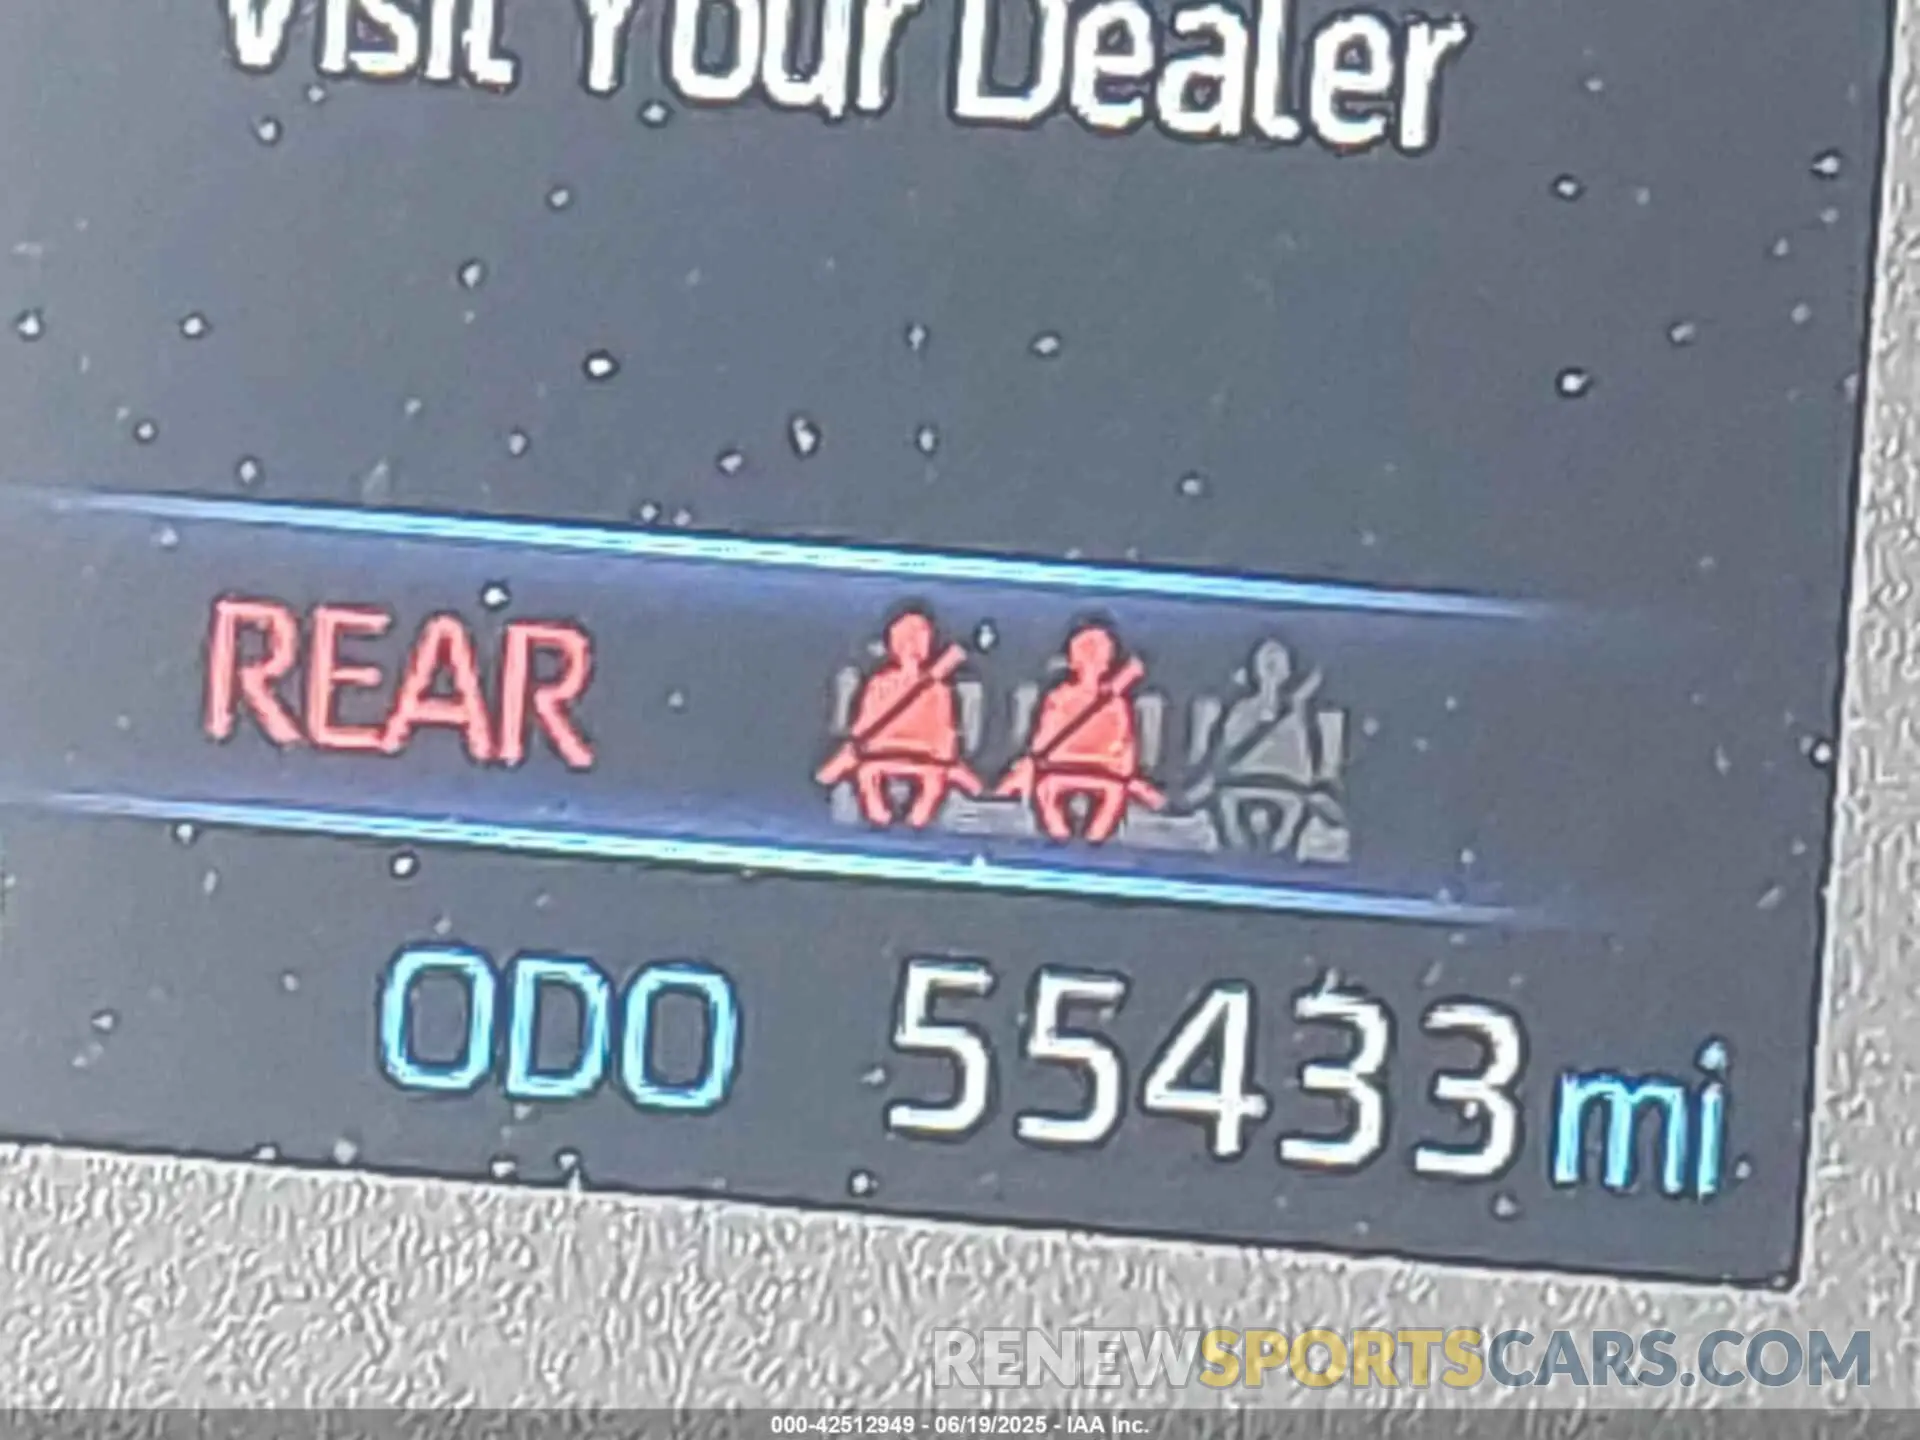 Visit Your Dealer
REAR
ODO 55433 mi
RENEWSPORTSCARS.COM
000-42512949 - 06/19/2025 - IAA Inc.